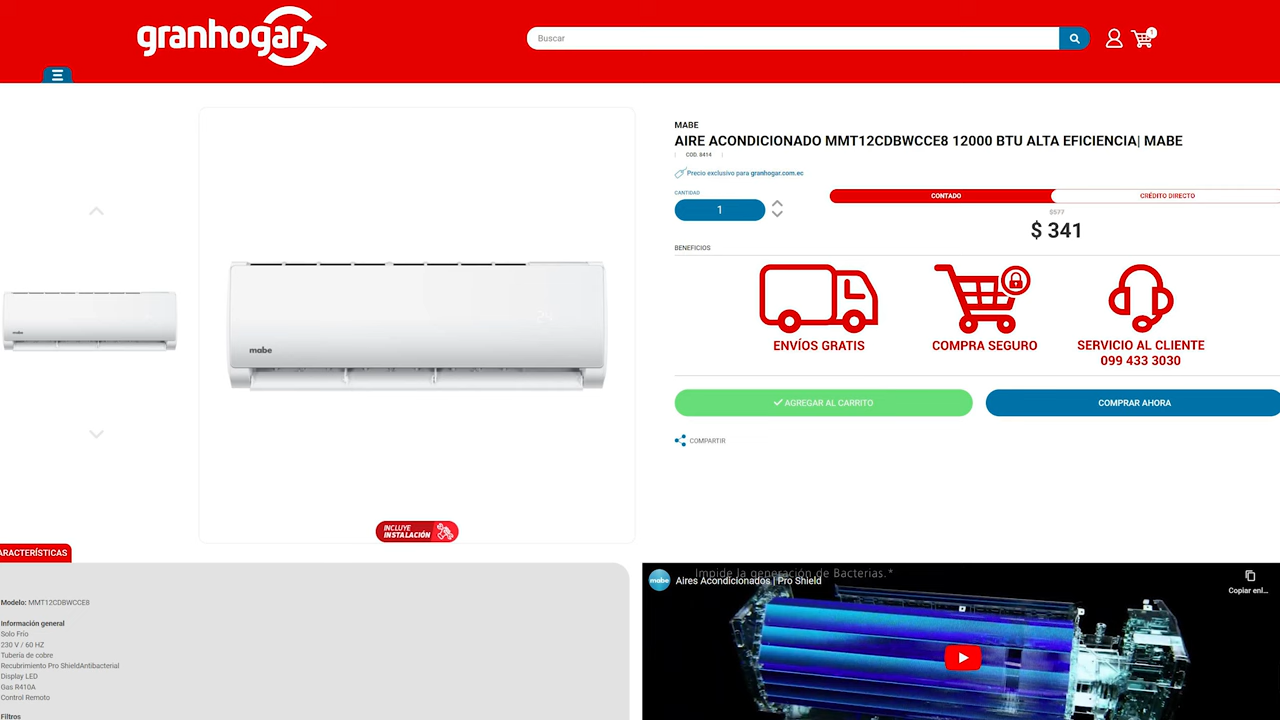 granhogar
Buscar
1
MABE
AIRE ACONDICIONADO MMT12CDBWCCE8 12000 BTU ALTA EFICIENCIA| MABE
| COD. 8414 |
Precio exclusivo para granhogar.com.ec
CANTIDAD
1
CONTADO
CRÉDITO DIRECTO
$577
$ 341
BENEFICIOS
ENVÍOS GRATIS
COMPRA SEGURO
SERVICIO AL CLIENTE
099 433 3030
AGREGAR AL CARRITO
COMPRAR AHORA
COMPARTIR
mabe
mabe
24
INCLUYE
INSTALACIÓN
ARACTERÍSTICAS
Modelo: MMT12CDBWCCE8
Información general
Solo Frío
230 V / 60 HZ
Tubería de cobre
Recubrimiento Pro ShieldAntibacterial
Display LED
Gas R410A
Control Remoto
Filtros
Impide la generación de Bacterias.*
mabe
Aires Acondicionados | Pro Shield
Copiar enl...